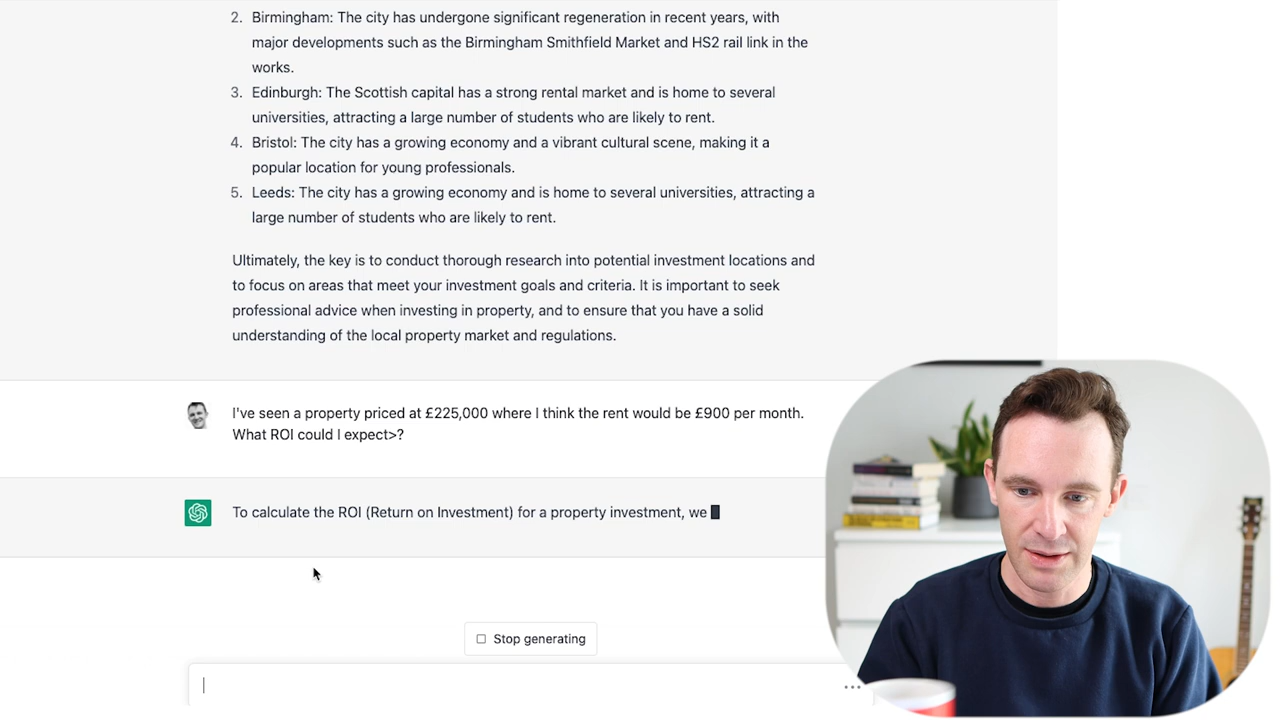 2. Birmingham: The city has undergone significant regeneration in recent years, with
major developments such as the Birmingham Smithfield Market and HS2 rail link in the
works.
3. Edinburgh: The Scottish capital has a strong rental market and is home to several
universities, attracting a large number of students who are likely to rent.
4. Bristol: The city has a growing economy and a vibrant cultural scene, making it a
popular location for young professionals.
5. Leeds: The city has a growing economy and is home to several universities, attracting a
large number of students who are likely to rent.
Ultimately, the key is to conduct thorough research into potential investment locations and
to focus on areas that meet your investment goals and criteria. It is important to seek
professional advice when investing in property, and to ensure that you have a solid
understanding of the local property market and regulations.
I've seen a property priced at £225,000 where I think the rent would be £900 per month.
What ROI could I expect>?
To calculate the ROI (Return on Investment) for a property investment, we
Stop generating